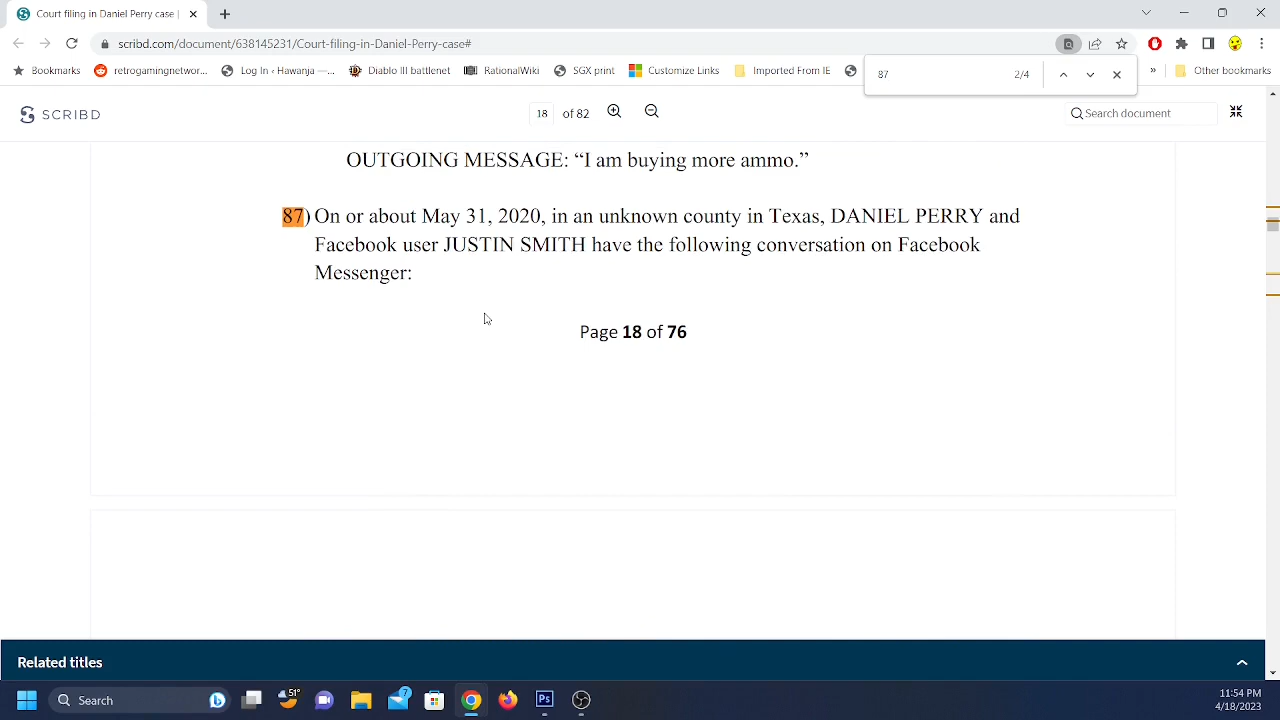 Court filing in Daniel Perry case |
scribd.com/document/638145231/Court-filing-in-Daniel-Perry-case#
Bookmarks retrogamingnetwor... Log In ‹ Hawanja —... Diablo III battlenet RationalWiki SGX print Customize Links Imported From IE » Other bookmarks
87 2/4
SCRIBD 18 of 82 Search document
OUTGOING MESSAGE: “I am buying more ammo.”
87) On or about May 31, 2020, in an unknown county in Texas, DANIEL PERRY and
Facebook user JUSTIN SMITH have the following conversation on Facebook
Messenger:
Page 18 of 76
Related titles
Search 51° 7 Ps 11:54 PM
4/18/2023